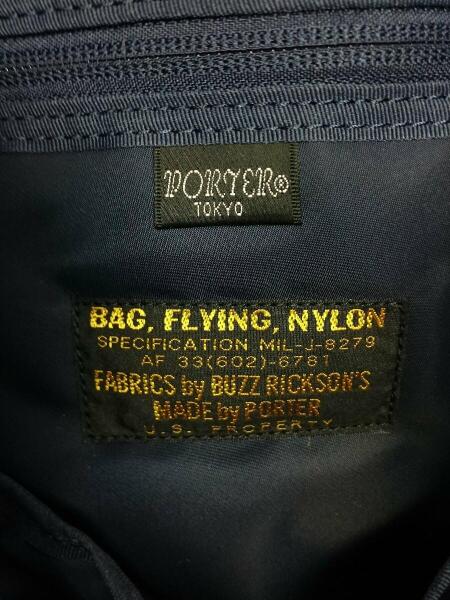 PORTER®
TOKYO
BAG, FLYING, NYLON
SPECIFICATION MIL-J-8279
AF 33(602)-6781
FABRICS by BUZZ RICKSON'S
MADE by PORTER
U.S. PROPERTY